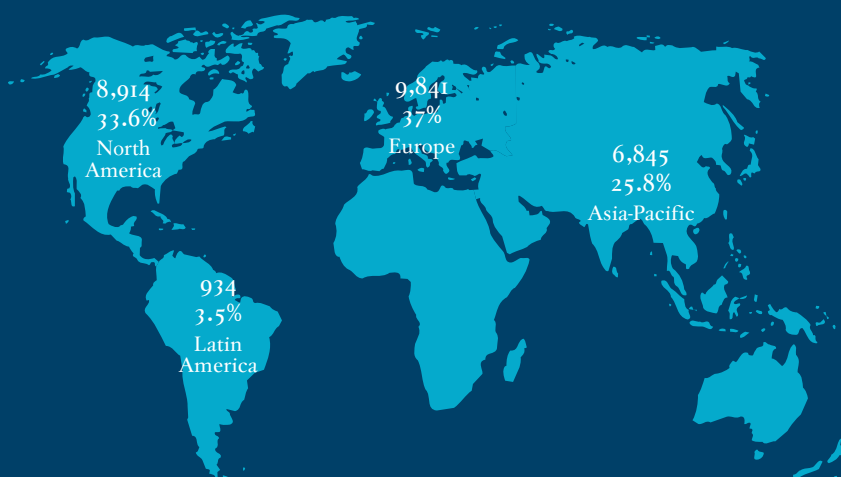 8,914
33.6%
North
America
9,841
37%
Europe
6,845
25.8%
Asia-Pacific
934
3.5%
Latin
America